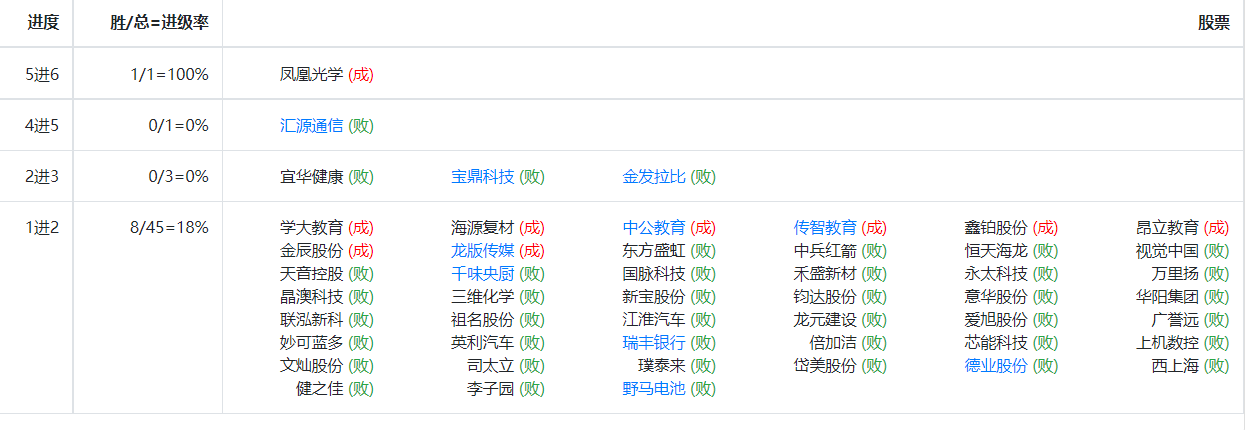 进度 胜/总=进级率 股票
5进6 1/1=100% 凤凰光学 (成)
4进5 0/1=0% 汇源通信 (败)
2进3 0/3=0% 宜华健康 (败) 宝鼎科技 (败) 金发拉比 (败)
1进2 8/45=18% 学大教育 (成) 海源复材 (成) 中公教育 (成) 传智教育 (成) 鑫铂股份 (成) 昂立教育 (成)
金辰股份 (成) 龙版传媒 (成) 东方盛虹 (败) 中兵红箭 (败) 恒天海龙 (败) 视觉中国 (败)
天音控股 (败) 千味央厨 (败) 国脉科技 (败) 禾盛新材 (败) 永太科技 (败) 万里扬 (败)
晶澳科技 (败) 三维化学 (败) 新宝股份 (败) 钧达股份 (败) 意华股份 (败) 华阳集团 (败)
联泓新科 (败) 祖名股份 (败) 江淮汽车 (败) 龙元建设 (败) 爱旭股份 (败) 广誉远 (败)
妙可蓝多 (败) 英利汽车 (败) 瑞丰银行 (败) 倍加洁 (败) 芯能科技 (败) 上机数控 (败)
文灿股份 (败) 司太立 (败) 璞泰来 (败) 岱美股份 (败) 德业股份 (败) 西上海 (败)
健之佳 (败) 李子园 (败) 野马电池 (败)